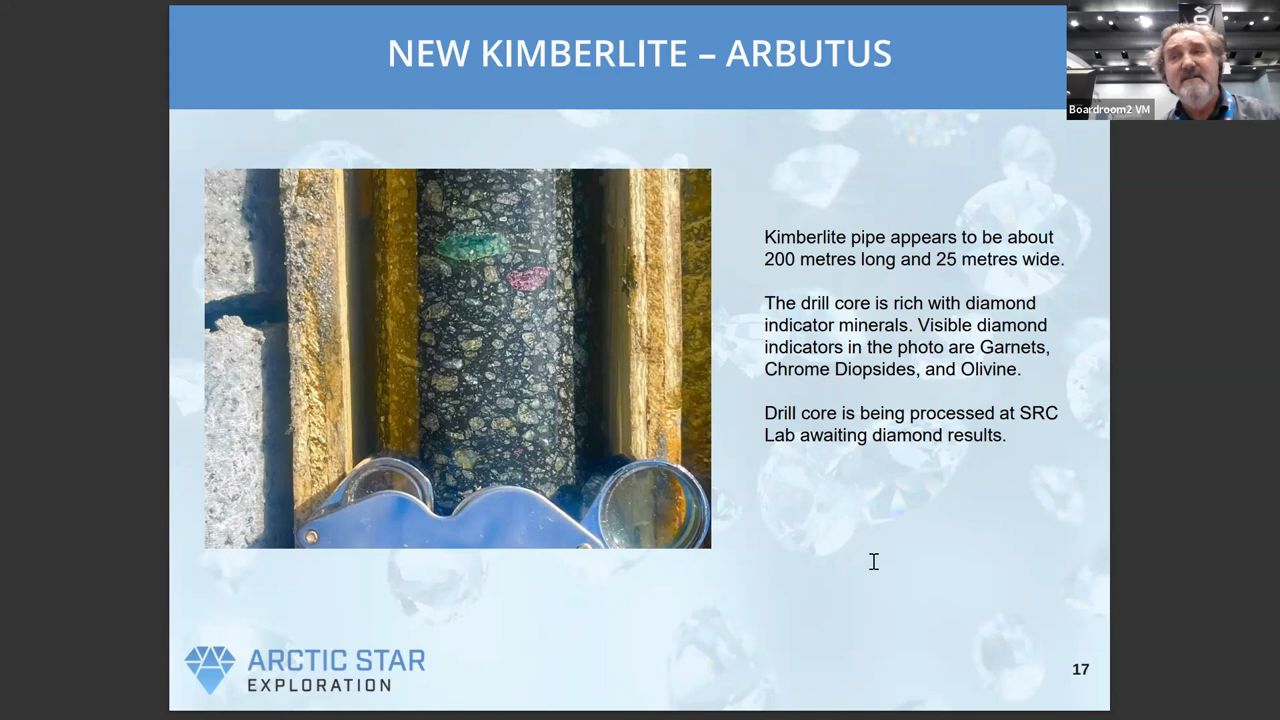 NEW KIMBERLITE – ARBUTUS
Boardroom2 VM
Kimberlite pipe appears to be about
200 metres long and 25 metres wide.
The drill core is rich with diamond
indicator minerals. Visible diamond
indicators in the photo are Garnets,
Chrome Diopsides, and Olivine.
Drill core is being processed at SRC
Lab awaiting diamond results.
ARCTIC STAR
EXPLORATION
17